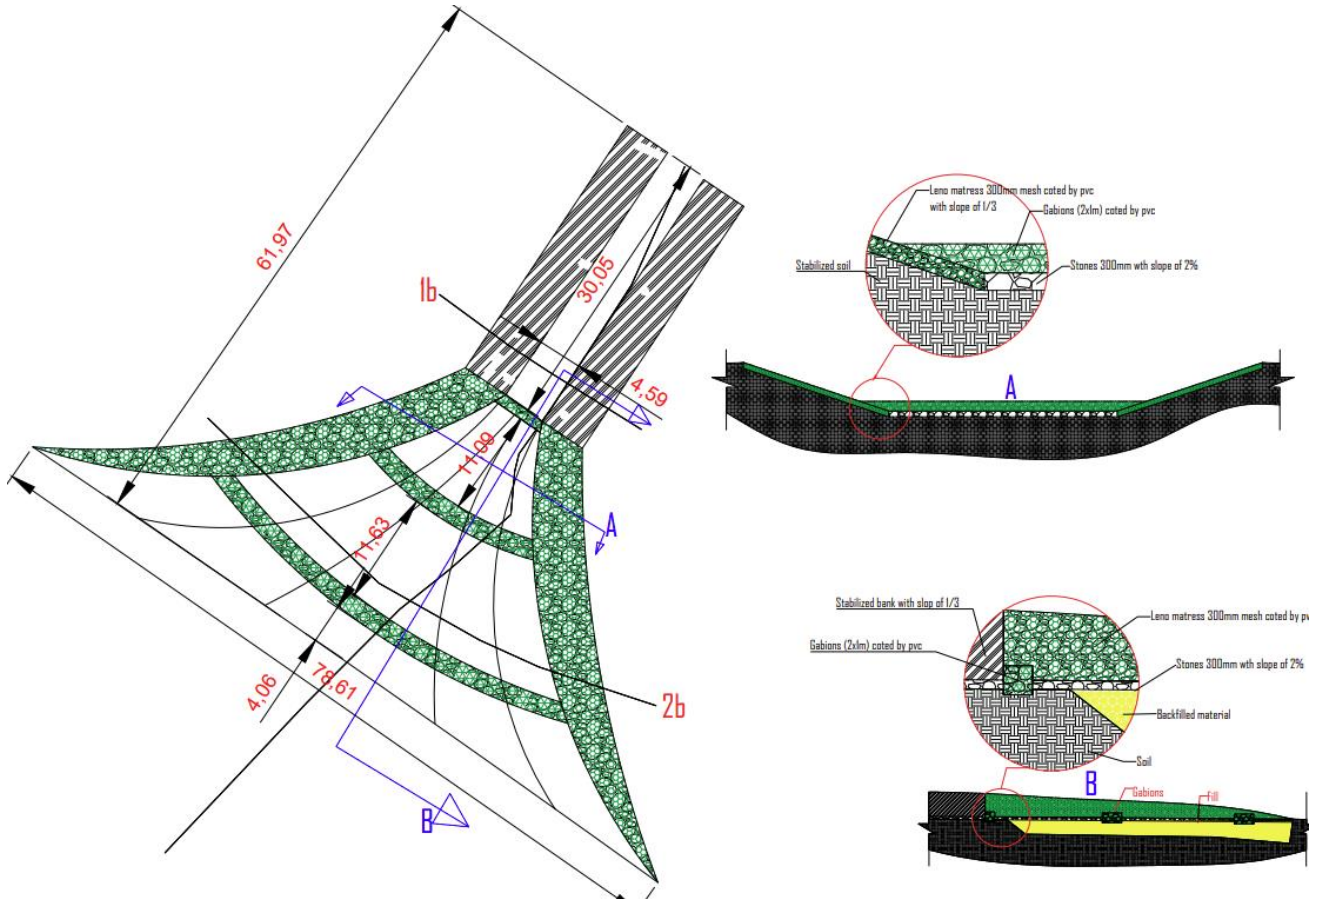 61,97
30,05
1b
4,59
11,09
11,63
4,06
78,61
2b
A
B
Leno matress 300mm mesh coted by pvc
with slope of 1/3
Gabions (2x1m) coted by pvc
Stabilized soil
Stones 300mm wth slope of 2%
A
Stabilized bank with slop of 1/3
Gabions (2x1m) coted by pvc
Leno matress 300mm mesh coted by pv
Stones 300mm wth slope of 2%
Backfilled material
Soil
B
Gabions
Fill